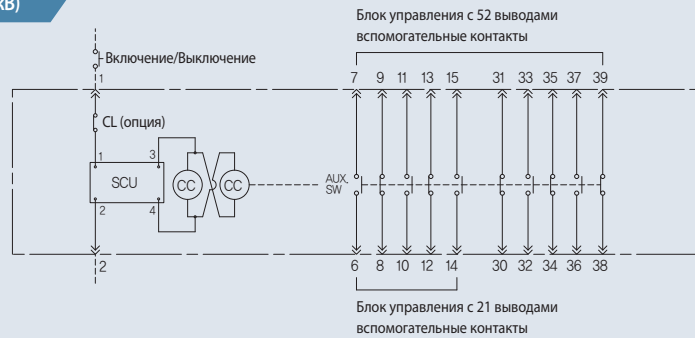 кВ)
Блок управления с 52 выводами
вспомогательные контакты
Включение/Выключение
1 7 9 11 13 15 31 33 35 37 39
CL (опция)
1 3
SCU CC CC AUX.
SW
2 4
2 6 8 10 12 14 30 32 34 36 38
Блок управления с 21 выводами
вспомогательные контакты